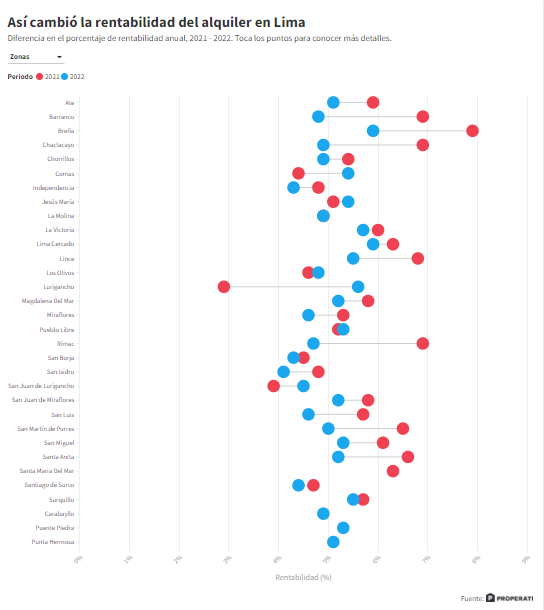 Así cambió la rentabilidad del alquiler en Lima
Diferencia en el porcentaje de rentabilidad anual, 2021 - 2022. Toca los puntos para conocer más detalles.
Zonas
Período 2021 2022
Ate
Barranco
Breña
Chaclacayo
Chorrillos
Comas
Independencia
Jesús María
La Molina
La Victoria
Lima Cercado
Lince
Los Olivos
Lurigancho
Magdalena Del Mar
Miraflores
Pueblo Libre
Rímac
San Borja
San Isidro
San Juan de Lurigancho
San Juan de Miraflores
San Luis
San Martín de Porres
San Miguel
Santa Anita
Santa Maria Del Mar
Santiago de Surco
Surquillo
Carabayllo
Puente Piedra
Punta Hermosa
0% 1% 2% 3% 4% 5% 6% 7% 8% 9%
Rentabilidad (%)
Fuente: PROPERATI